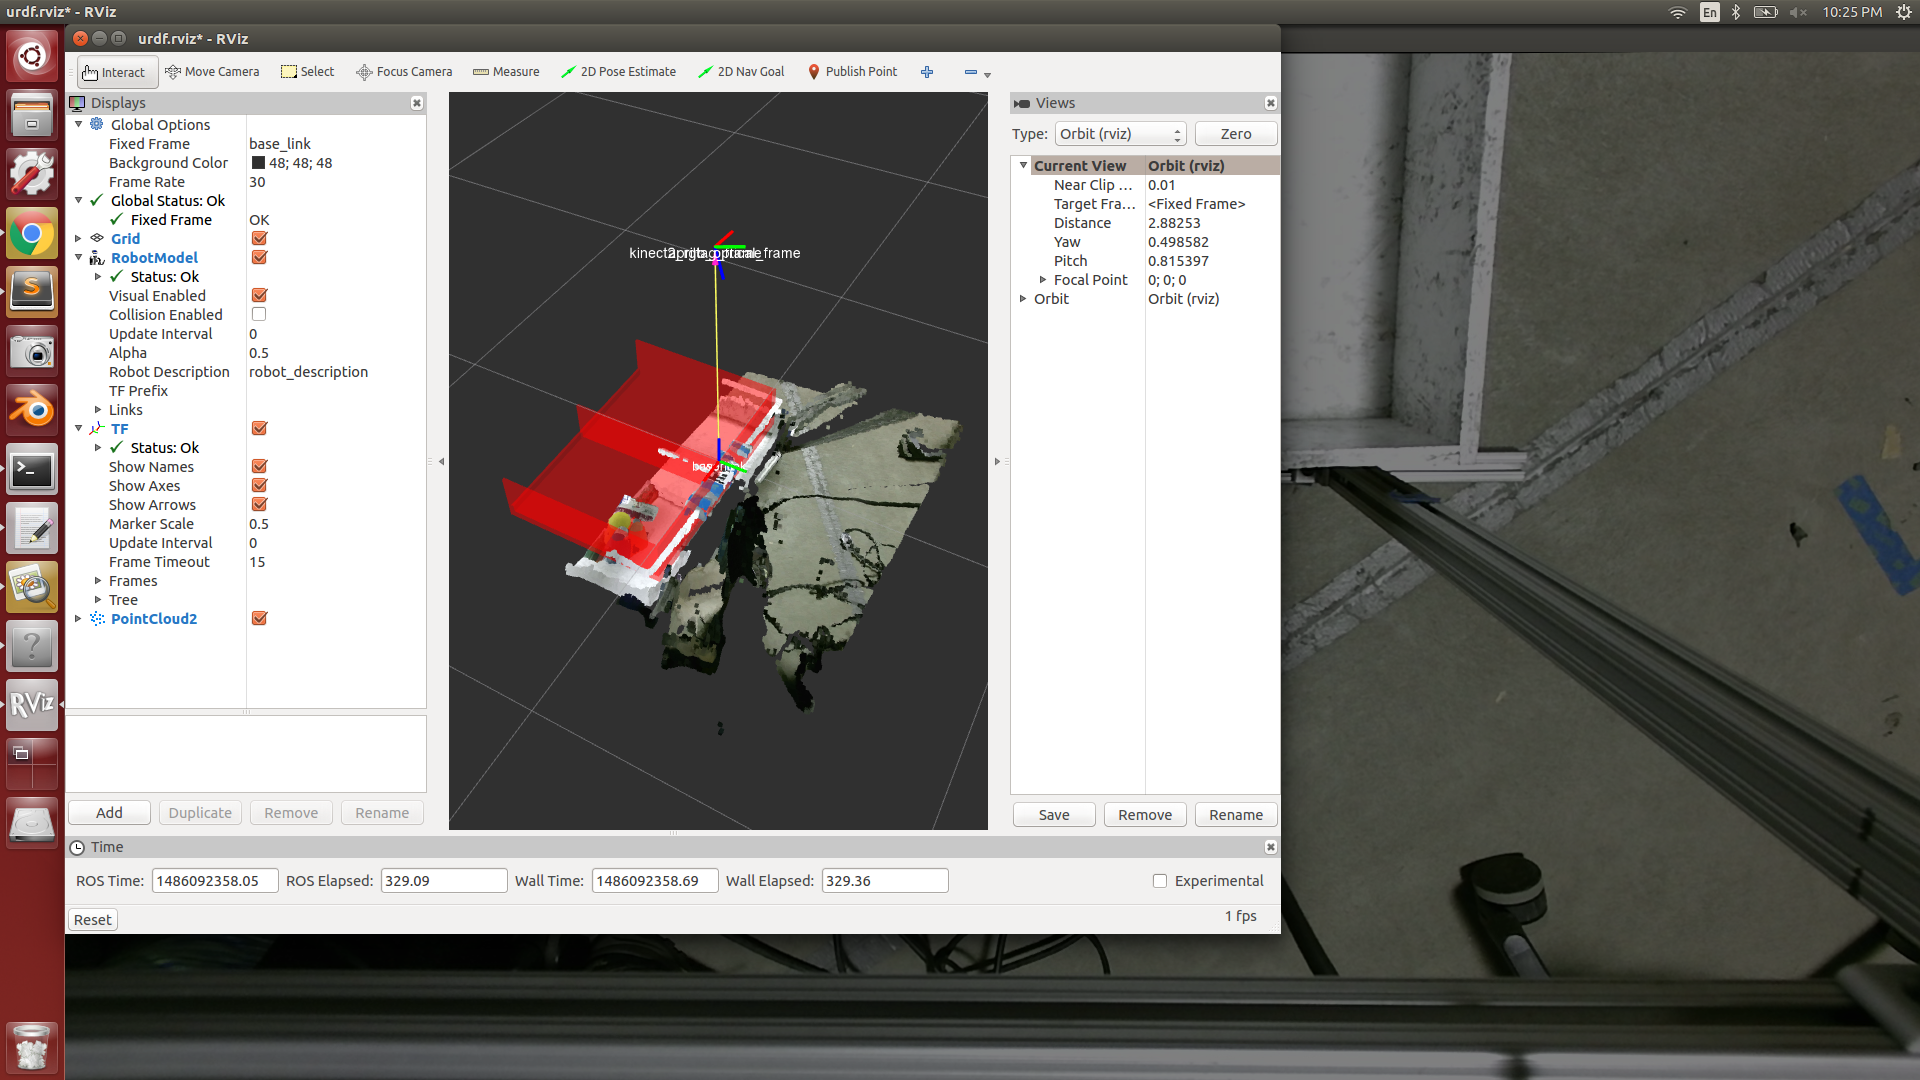 urdf.rviz* - RViz
En
10:25 PM
urdf.rviz* - RViz
Interact
Move Camera
Select
Focus Camera
Measure
2D Pose Estimate
2D Nav Goal
Publish Point
Displays
Global Options
Fixed Frame base_link
Background Color 48; 48; 48
Frame Rate 30
Global Status: Ok
Fixed Frame OK
Grid
RobotModel
Status: Ok
Visual Enabled
Collision Enabled
Update Interval 0
Alpha 0.5
Robot Description robot_description
TF Prefix
Links
TF
Status: Ok
Show Names
Show Axes
Show Arrows
Marker Scale 0.5
Update Interval 0
Frame Timeout 15
Frames
Tree
PointCloud2
Add
Duplicate
Remove
Rename
Views
Type: Orbit (rviz) Zero
Current View Orbit (rviz)
Near Clip ... 0.01
Target Fra... <Fixed Frame>
Distance 2.88253
Yaw 0.498582
Pitch 0.815397
Focal Point 0; 0; 0
Orbit Orbit (rviz)
Save
Remove
Rename
RViz
Time
ROS Time: 1486092358.05 ROS Elapsed: 329.09 Wall Time: 1486092358.69 Wall Elapsed: 329.36 Experimental
Reset
1 fps